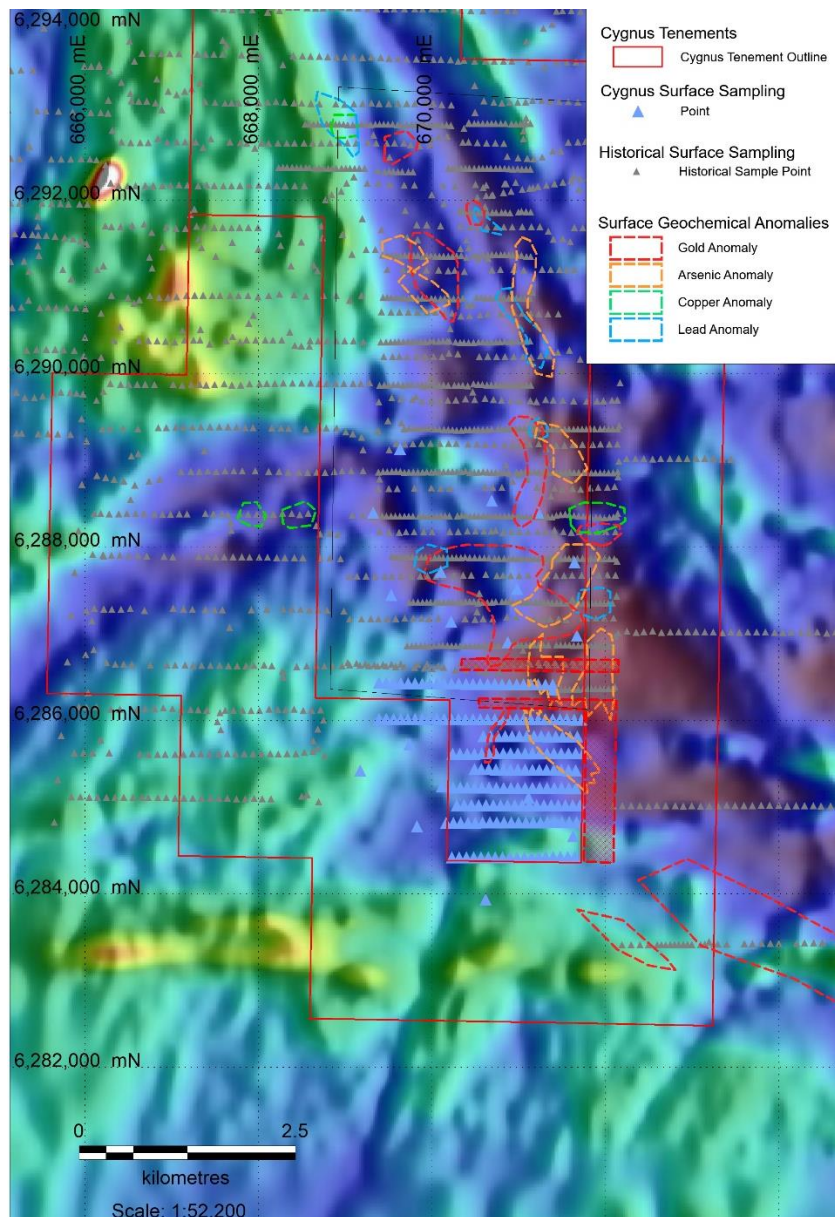 6,294,000 mN
666,000 mE
668,000 mE
670,000 mE
Cygnus Tenements
Cygnus Tenement Outline
Cygnus Surface Sampling
Point
Historical Surface Sampling
Historical Sample Point
Surface Geochemical Anomalies
Gold Anomaly
Arsenic Anomaly
Copper Anomaly
Lead Anomaly
6,292,000 mN
6,290,000 mN
6,288,000 mN
6,286,000 mN
6,284,000 mN
6,282,000 mN
0 2.5
kilometres
Scale: 1:52,200